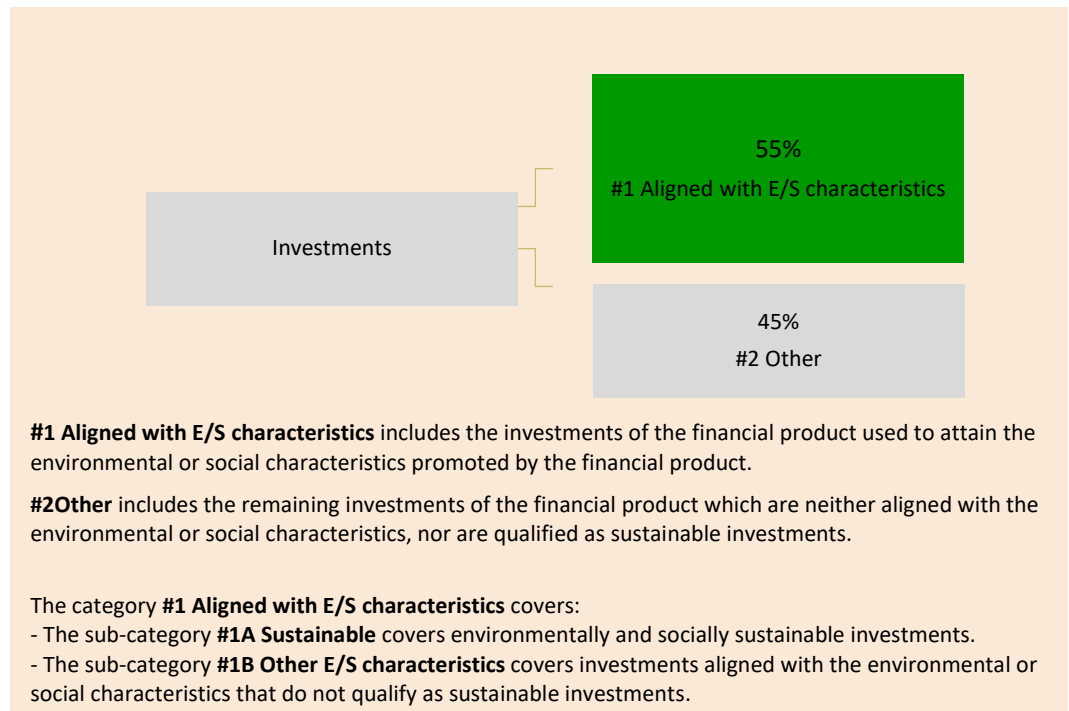 55%
#1 Aligned with E/S characteristics
Investments
45%
#2 Other
#1 Aligned with E/S characteristics includes the investments of the financial product used to attain the
environmental or social characteristics promoted by the financial product.
#2Other includes the remaining investments of the financial product which are neither aligned with the
environmental or social characteristics, nor are qualified as sustainable investments.
The category #1 Aligned with E/S characteristics covers:
- The sub-category #1A Sustainable covers environmentally and socially sustainable investments.
- The sub-category #1B Other E/S characteristics covers investments aligned with the environmental or
social characteristics that do not qualify as sustainable investments.